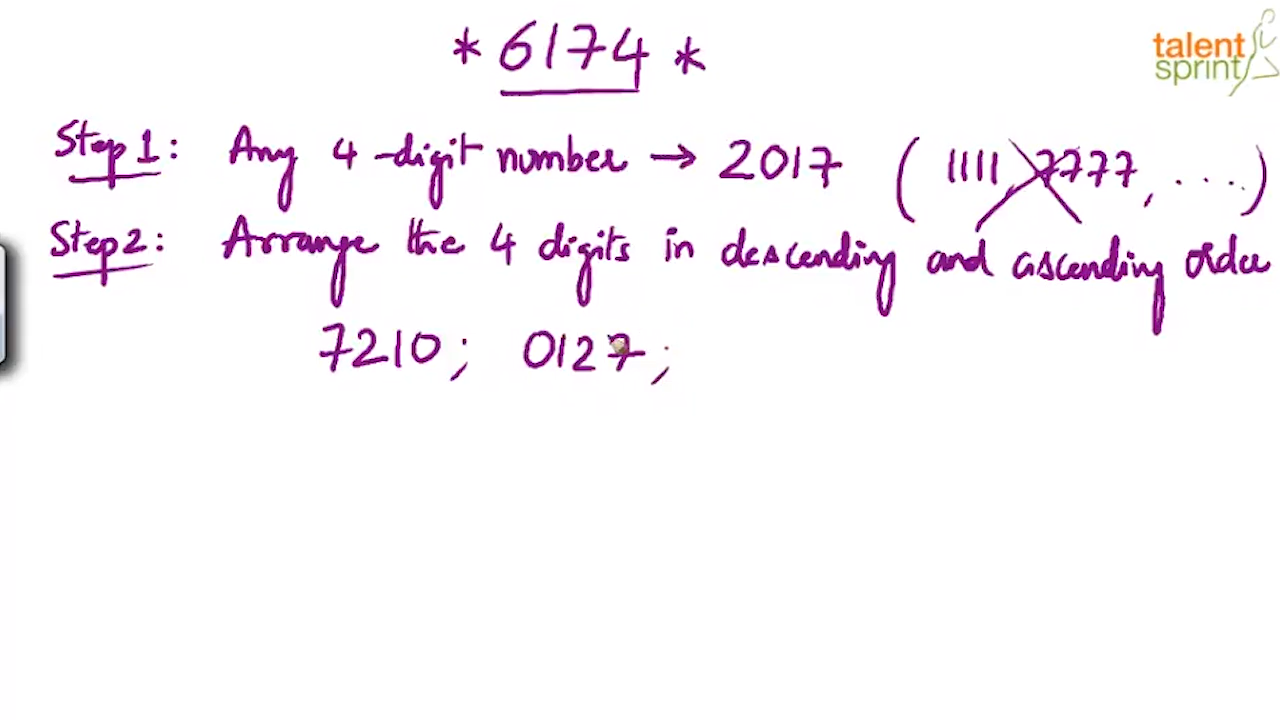 * 6174 *
talent
sprint
Step 1: Any 4-digit number → 2017 (1111, 7777, ....)
Step 2: Arrange the 4 digits in descending and ascending order
7210; 0127;